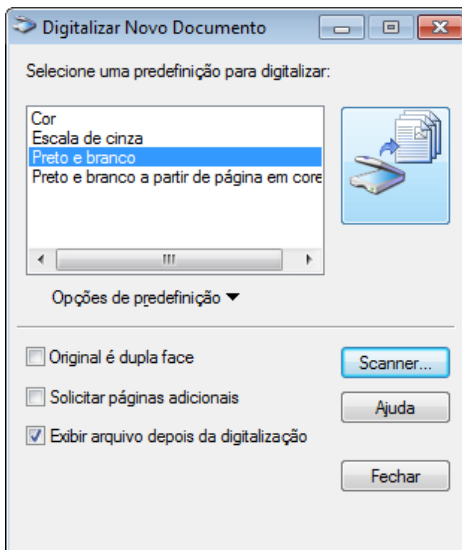 Digitalizar Novo Documento
Selecione uma predefinição para digitalizar:
Cor
Escala de cinza
Preto e branco
Preto e branco a partir de página em core
Opções de predefinição
Original é dupla face
Scanner...
Solicitar páginas adicionais
Ajuda
Exibir arquivo depois da digitalização
Fechar